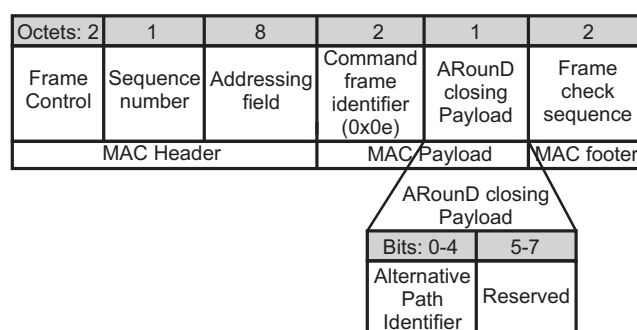 Octets: 2 1 8 2 1 2
Frame Control
Sequence number
Addressing field
Command frame identifier (0x0e)
ARounD closing Payload
Frame check sequence
MAC Header MAC Payload MAC footer
ARounD closing
Payload
Bits: 0-4 5-7
Alternative Path Identifier
Reserved